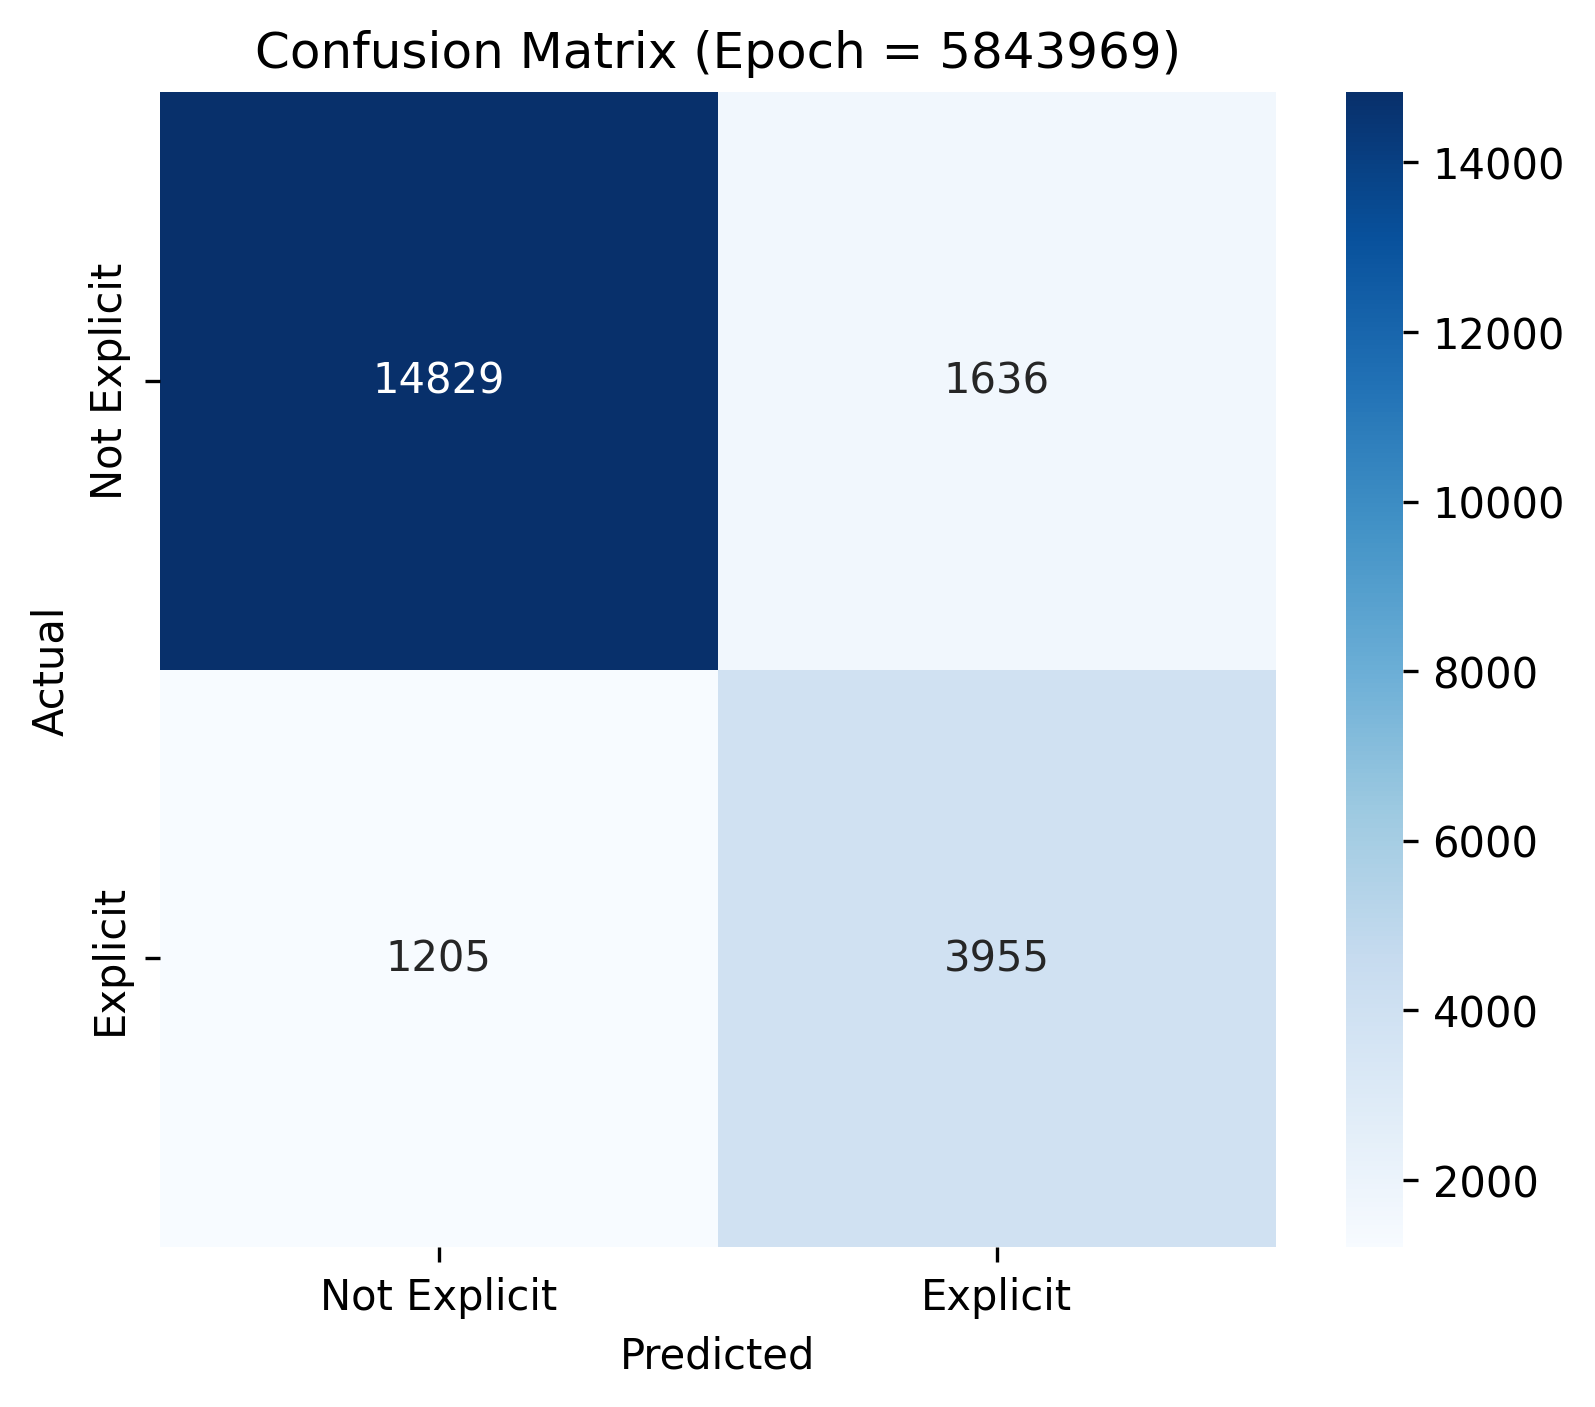 Confusion Matrix (Epoch = 5843969)
Actual
Not Explicit
14829
1636
Explicit
1205
3955
Not Explicit
Explicit
Predicted
14000
12000
10000
8000
6000
4000
2000